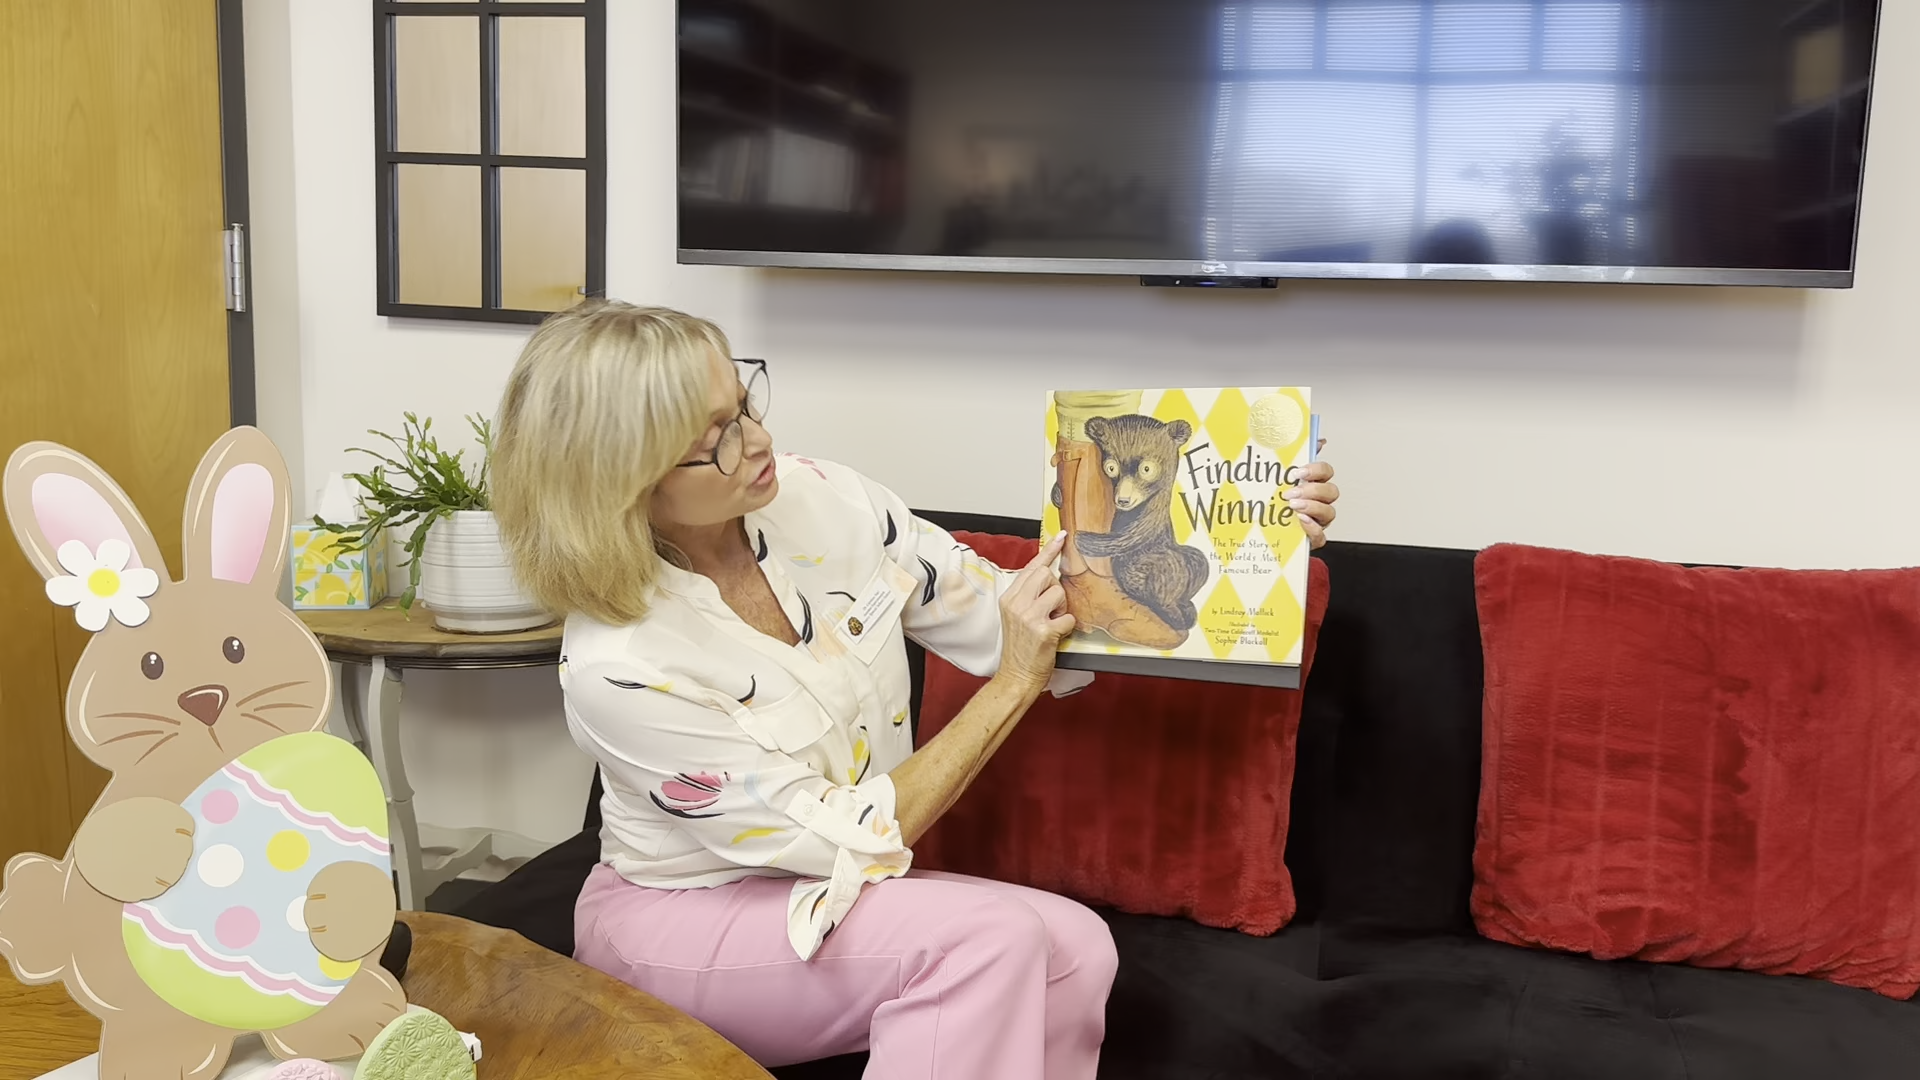 Finding
Winnie
The True Story of
the World's Most
Famous Bear
by Lindsay Mattick
Illustrated by
Two-Time Caldecott Medalist
Sophie Blackall